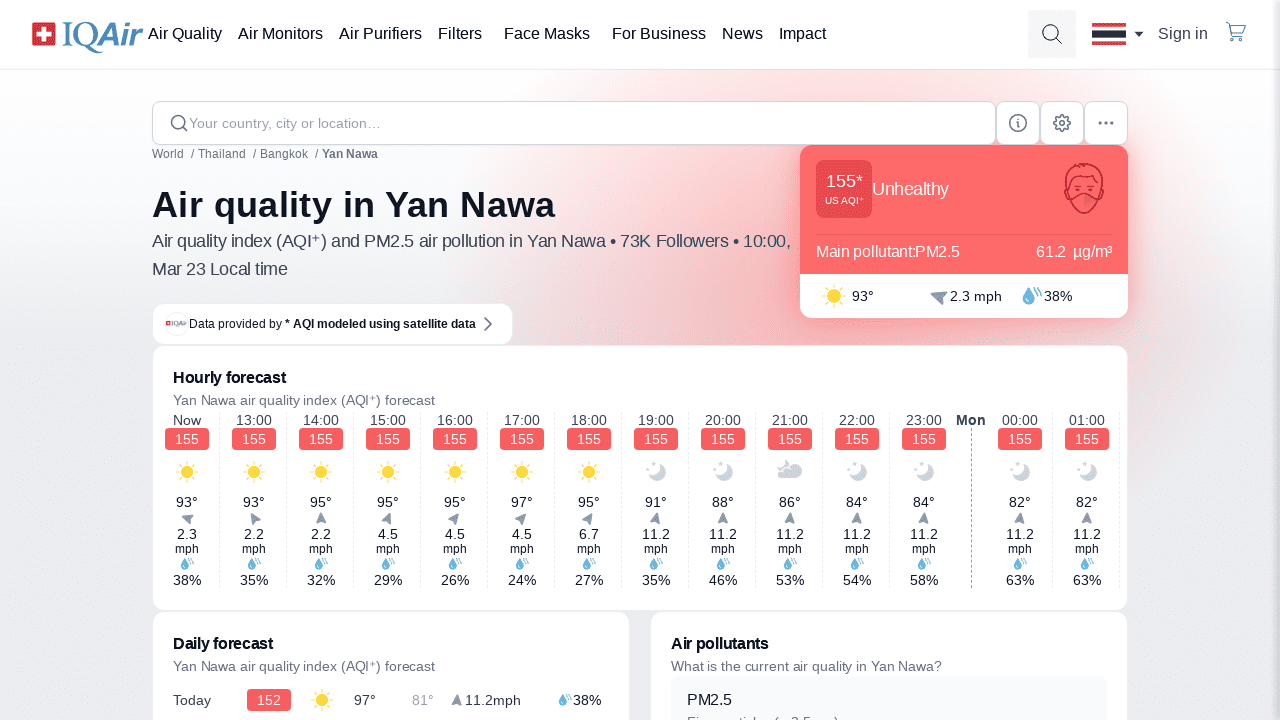 IQAir Air Quality Air Monitors Air Purifiers Filters Face Masks For Business News Impact Sign in
Your country, city or location…
World / Thailand / Bangkok / Yan Nawa
155*
US AQI⁺
Unhealthy
Air quality in Yan Nawa
Air quality index (AQI⁺) and PM2.5 air pollution in Yan Nawa • 73K Followers • 10:00,
Mar 23 Local time
Main pollutant:PM2.5 61.2 µg/m³
93° 2.3 mph 38%
IQAir Data provided by * AQI modeled using satellite data
Hourly forecast
Yan Nawa air quality index (AQI⁺) forecast
Now 13:00 14:00 15:00 16:00 17:00 18:00 19:00 20:00 21:00 22:00 23:00 Mon 00:00 01:00
155 155 155 155 155 155 155 155 155 155 155 155 155 155
93° 93° 95° 95° 95° 97° 95° 91° 88° 86° 84° 84° 82° 82°
2.3 2.2 2.2 4.5 4.5 4.5 6.7 11.2 11.2 11.2 11.2 11.2 11.2 11.2
mph mph mph mph mph mph mph mph mph mph mph mph mph mph
38% 35% 32% 29% 26% 24% 27% 35% 46% 53% 54% 58% 63% 63%
Daily forecast
Yan Nawa air quality index (AQI⁺) forecast
Today 152 97° 81° 11.2mph 38%
Air pollutants
What is the current air quality in Yan Nawa?
PM2.5